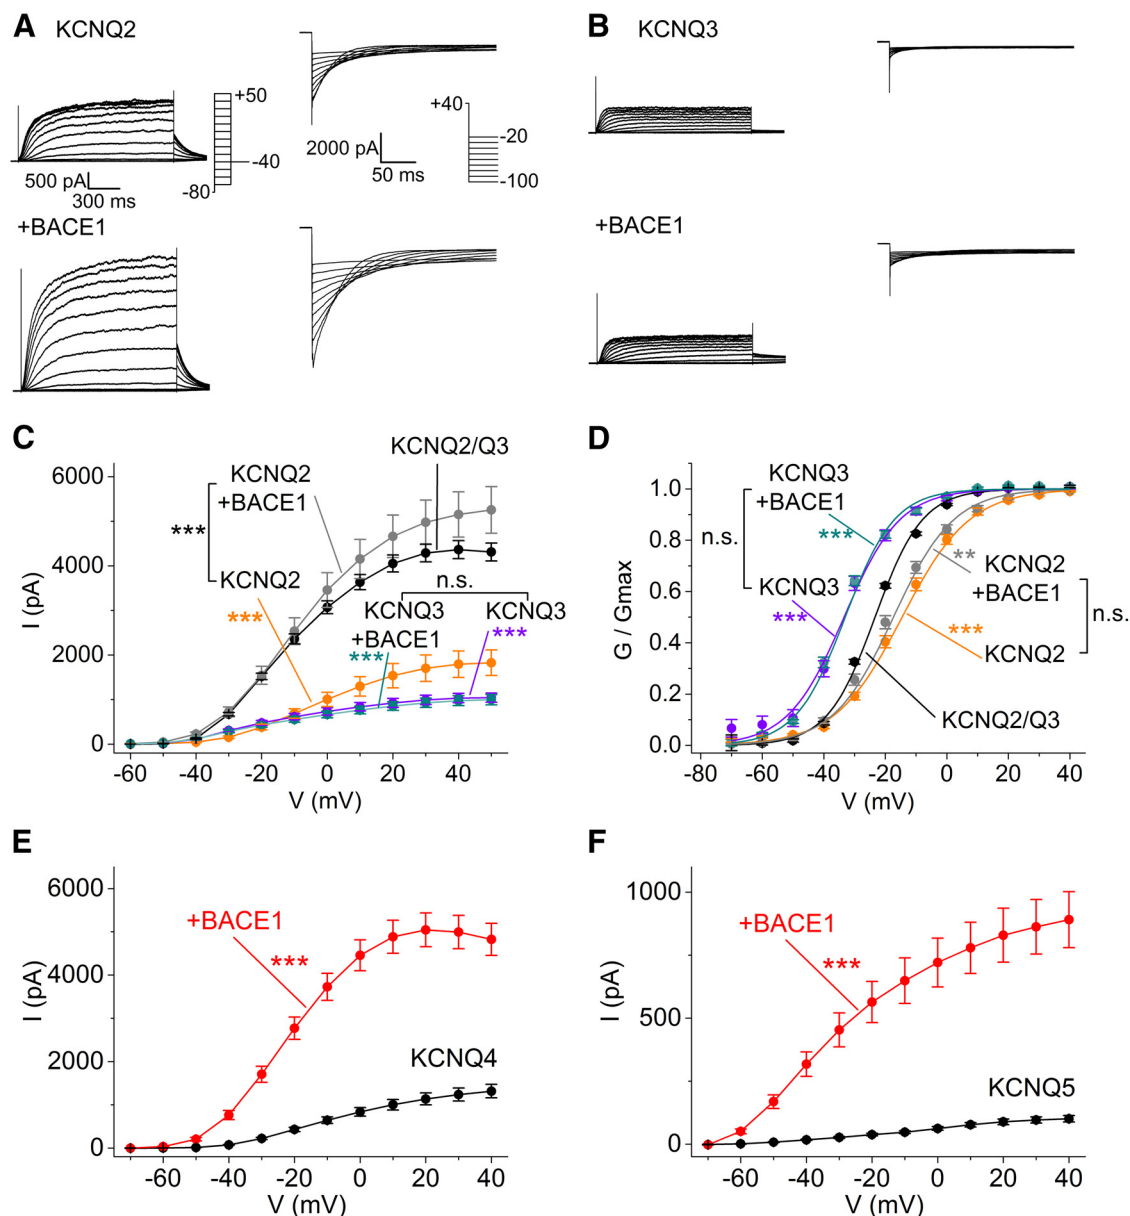 A KCNQ2
+50
-40
-80
500 pA
300 ms
2000 pA
50 ms
+40
-20
-100
+BACE1
B KCNQ3
+BACE1
C
KCNQ2/Q3
KCNQ2
+BACE1
***
KCNQ2
***
n.s.
KCNQ3
+BACE1
***
KCNQ3
***
I (pA)
6000
4000
2000
0
-60 -40 -20 0 20 40
V (mV)
D
KCNQ3
+BACE1
***
n.s.
KCNQ3
***
**
KCNQ2
+BACE1
n.s.
***
KCNQ2
KCNQ2/Q3
G / Gmax
1.0
0.8
0.6
0.4
0.2
0.0
-80 -60 -40 -20 0 20 40
V (mV)
E
+BACE1
***
KCNQ4
I (pA)
6000
4000
2000
0
-60 -40 -20 0 20 40
V (mV)
F
+BACE1
***
KCNQ5
I (pA)
1000
500
0
-60 -40 -20 0 20 40
V (mV)